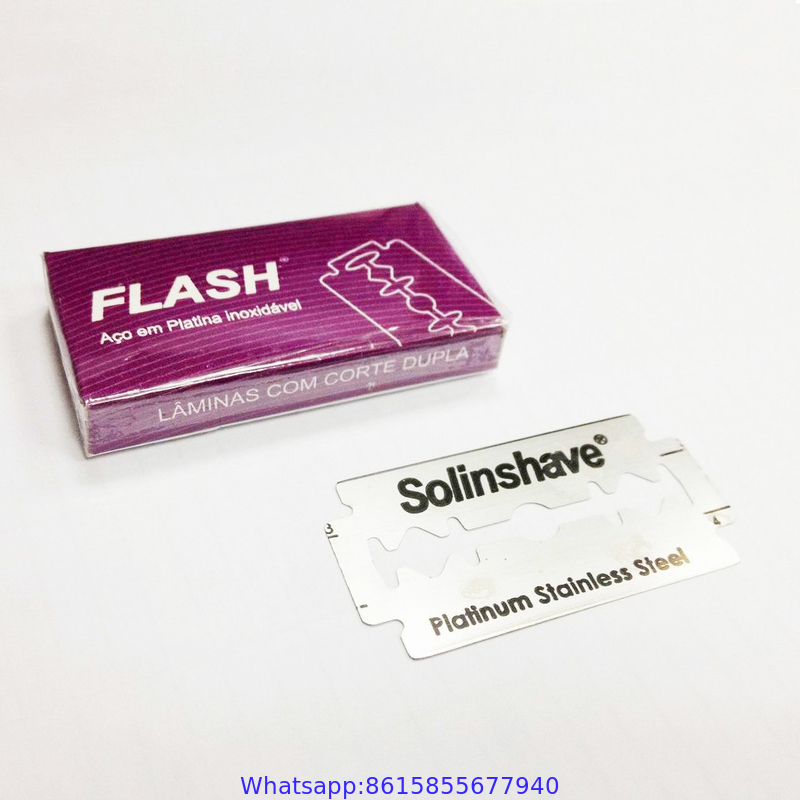 FLASH®
Aço em Platina Inoxidável
LÂMINAS COM CORTE DUPLA
Solinshave®
3
4
Platinum Stainless Steel
Whatsapp:8615855677940